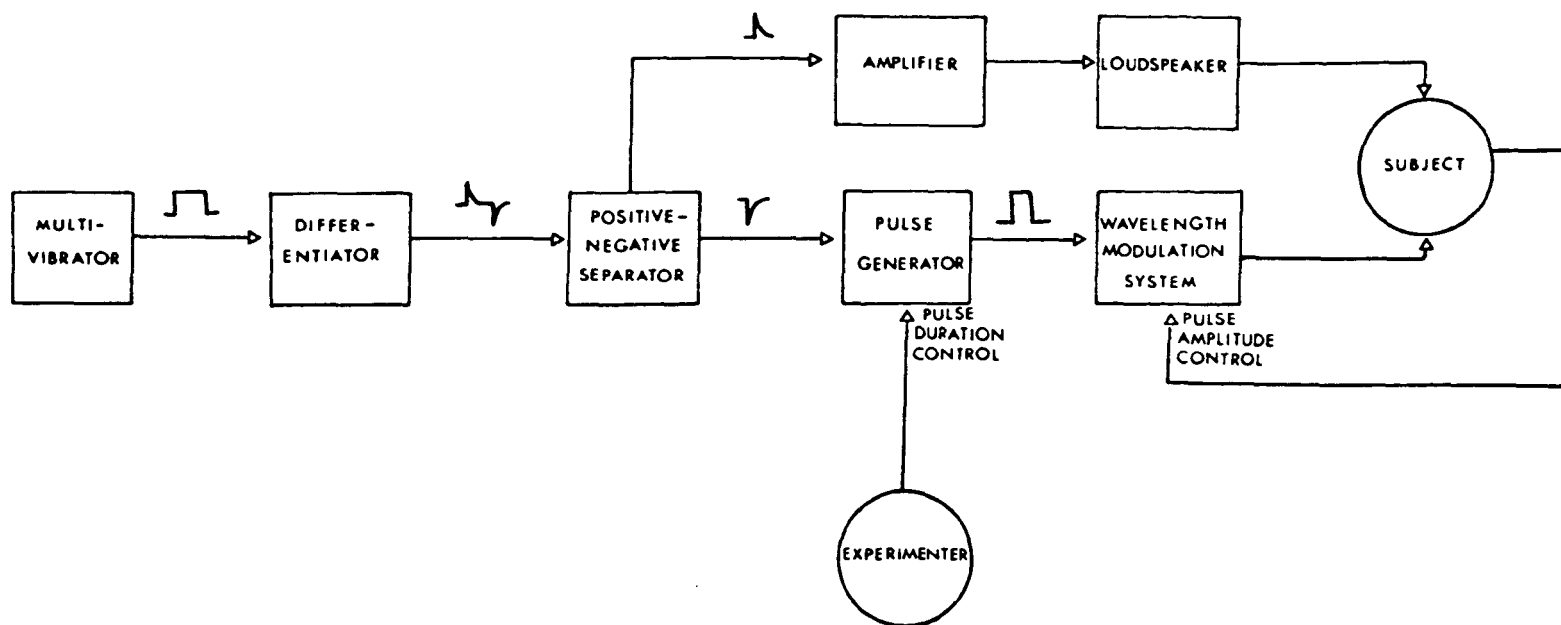 AMPLIFIER
LOUDSPEAKER
SUBJECT
MULTI-
VIBRATOR
DIFFER-
ENTIATOR
POSITIVE-
NEGATIVE
SEPARATOR
PULSE
GENERATOR
WAVELENGTH
MODULATION
SYSTEM
PULSE
DURATION
CONTROL
PULSE
AMPLITUDE
CONTROL
EXPERIMENTER